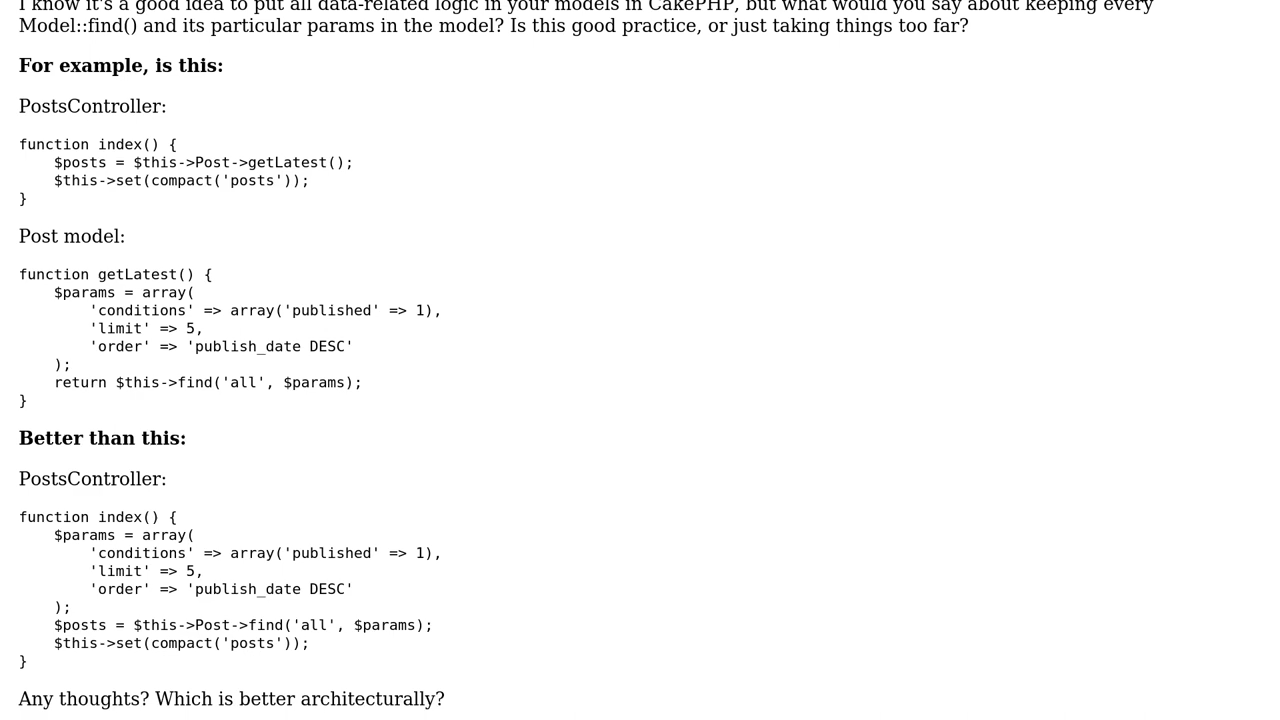 I know it's a good idea to put all data-related logic in your models in CakePHP, but what would you say about keeping every
Model::find() and its particular params in the model? Is this good practice, or just taking things too far?
For example, is this:
PostsController:
function index() {
    $posts = $this->Post->getLatest();
    $this->set(compact('posts'));
}
Post model:
function getLatest() {
    $params = array(
        'conditions' => array('published' => 1),
        'limit' => 5,
        'order' => 'publish_date DESC'
    );
    return $this->find('all', $params);
}
Better than this:
PostsController:
function index() {
    $params = array(
        'conditions' => array('published' => 1),
        'limit' => 5,
        'order' => 'publish_date DESC'
    );
    $posts = $this->Post->find('all', $params);
    $this->set(compact('posts'));
}
Any thoughts? Which is better architecturally?